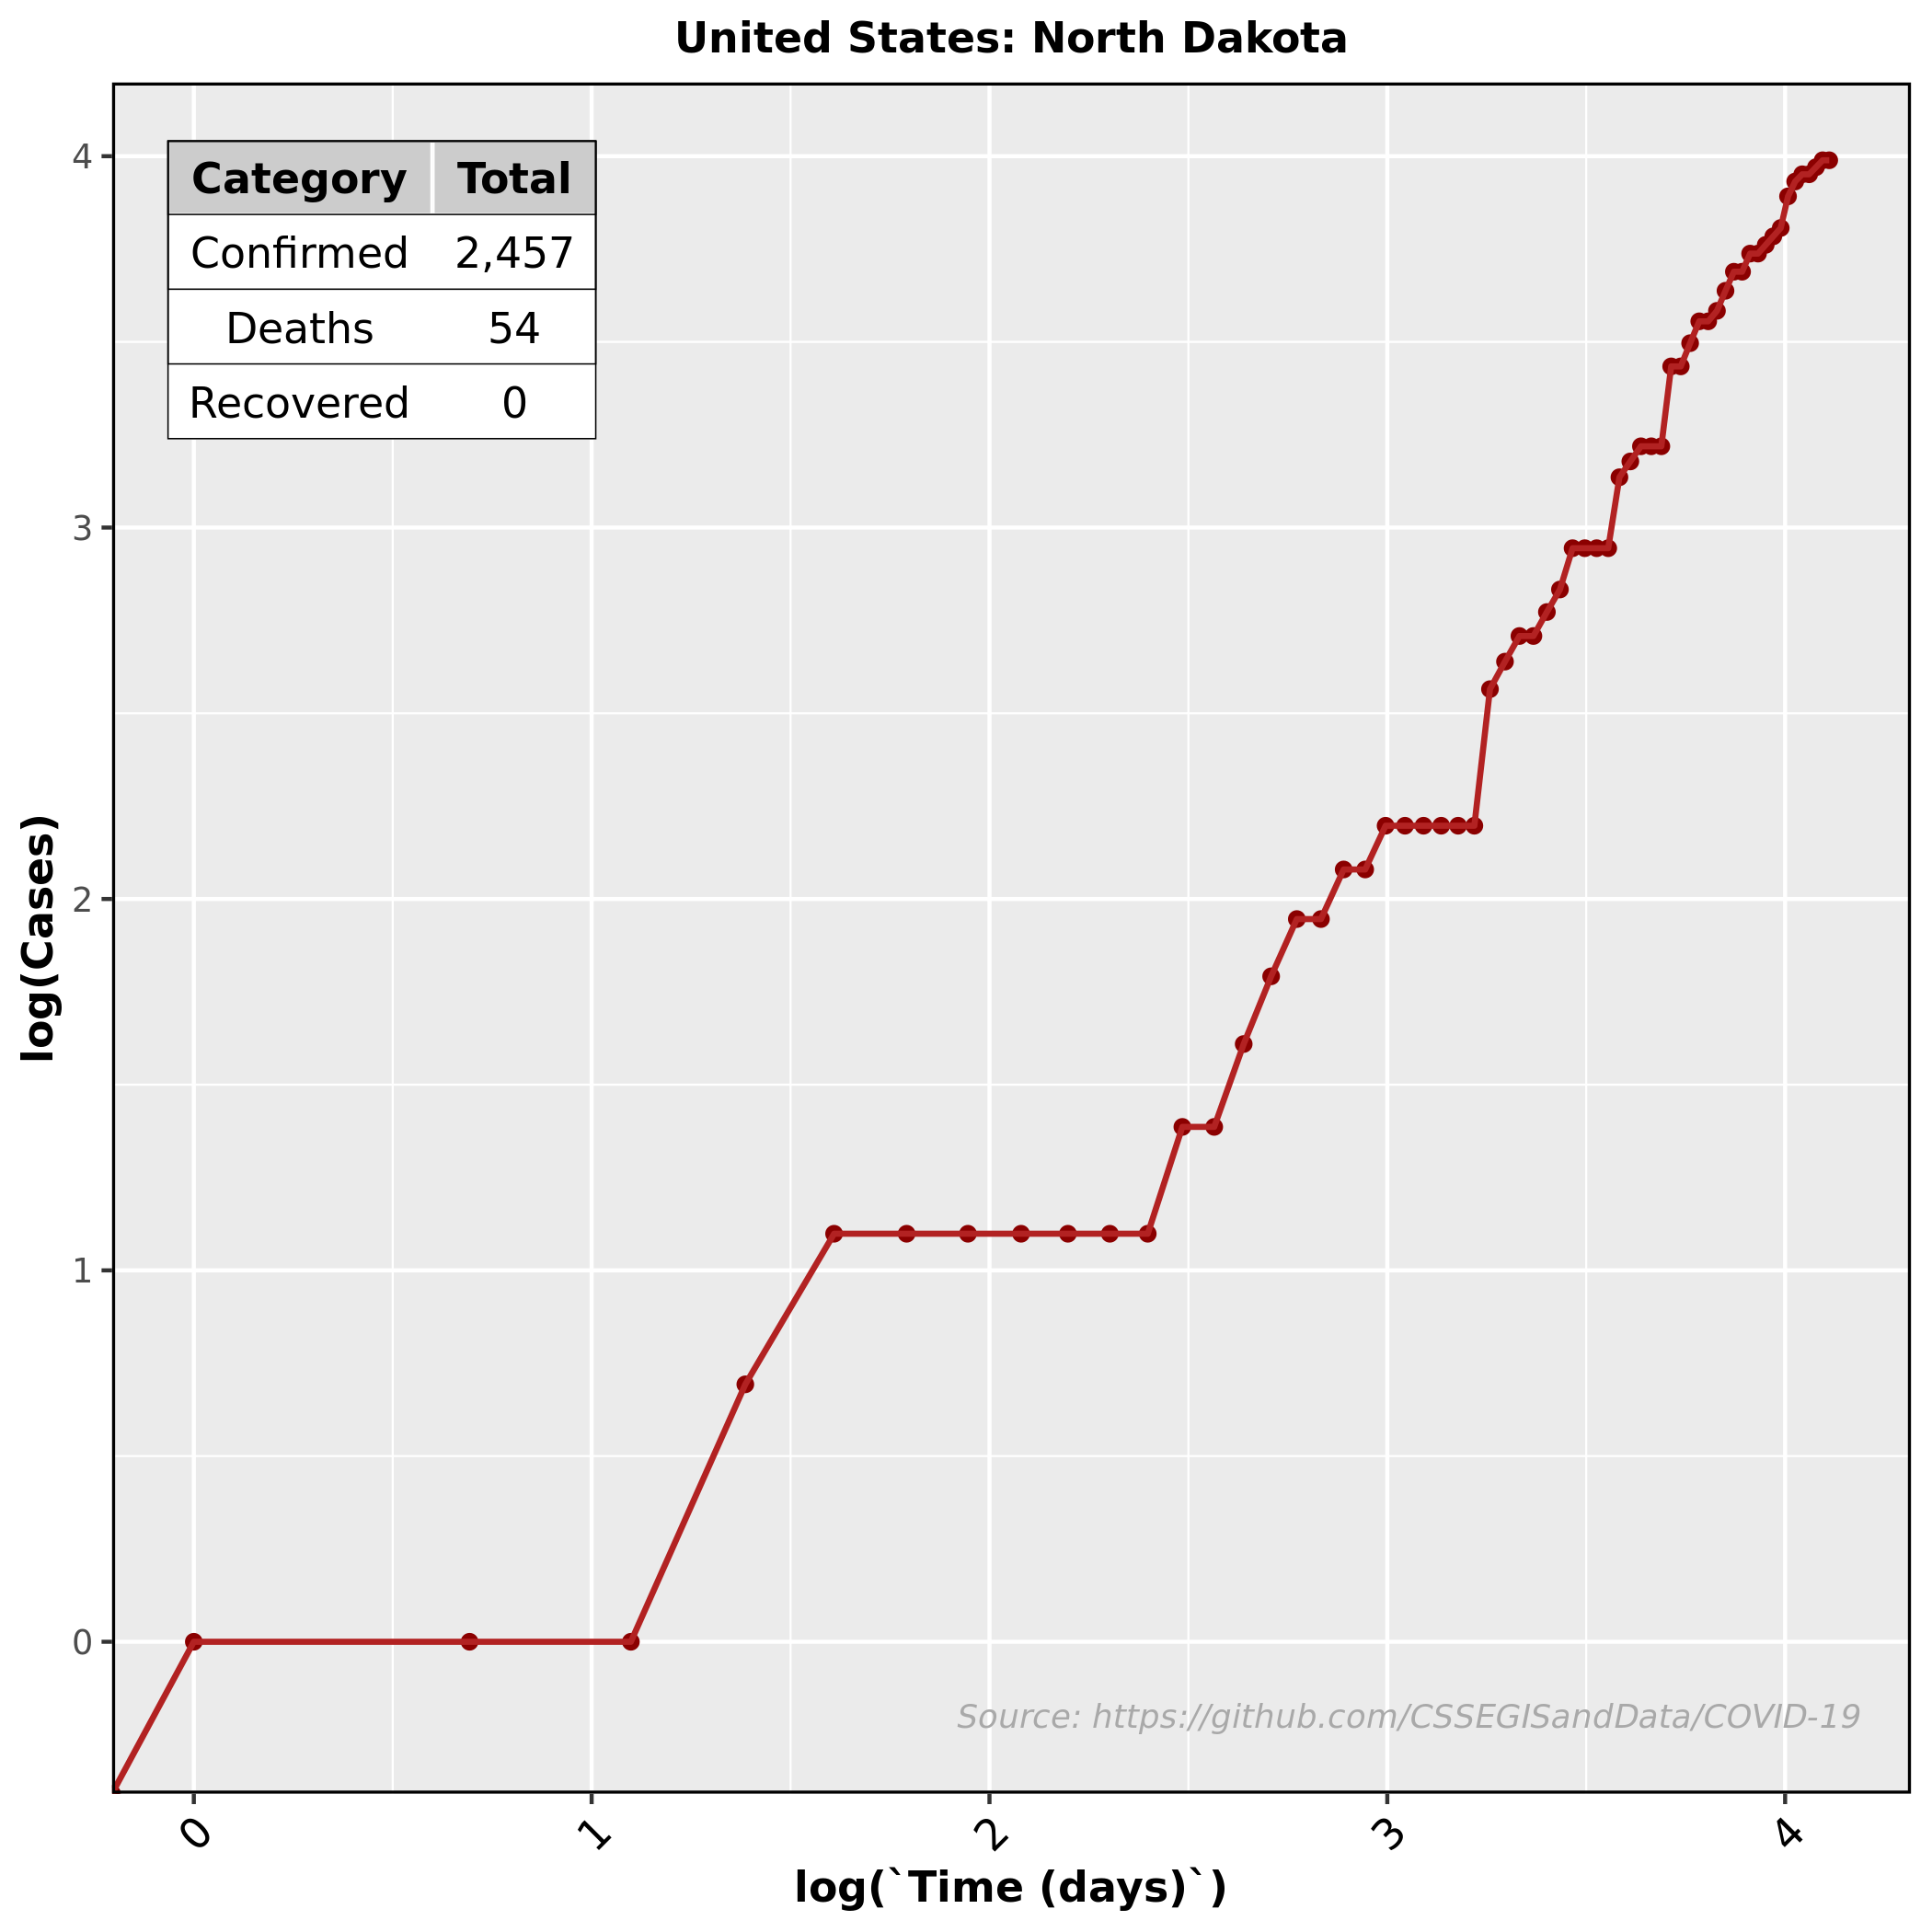 United States: North Dakota
Category Total
Confirmed 2,457
Deaths 54
Recovered 0
4
3
2
1
0
log(Cases)
Source: https://github.com/CSSEGISandData/COVID-19
0 1 2 3 4
log(`Time (days)`)